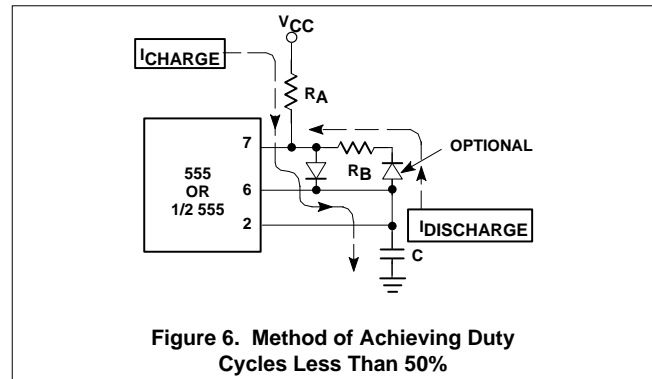 VCC
ICHARGE
RA
7
OPTIONAL
RB
555
OR
1/2 555
6
2
IDISCHARGE
C
Figure 6. Method of Achieving Duty
Cycles Less Than 50%